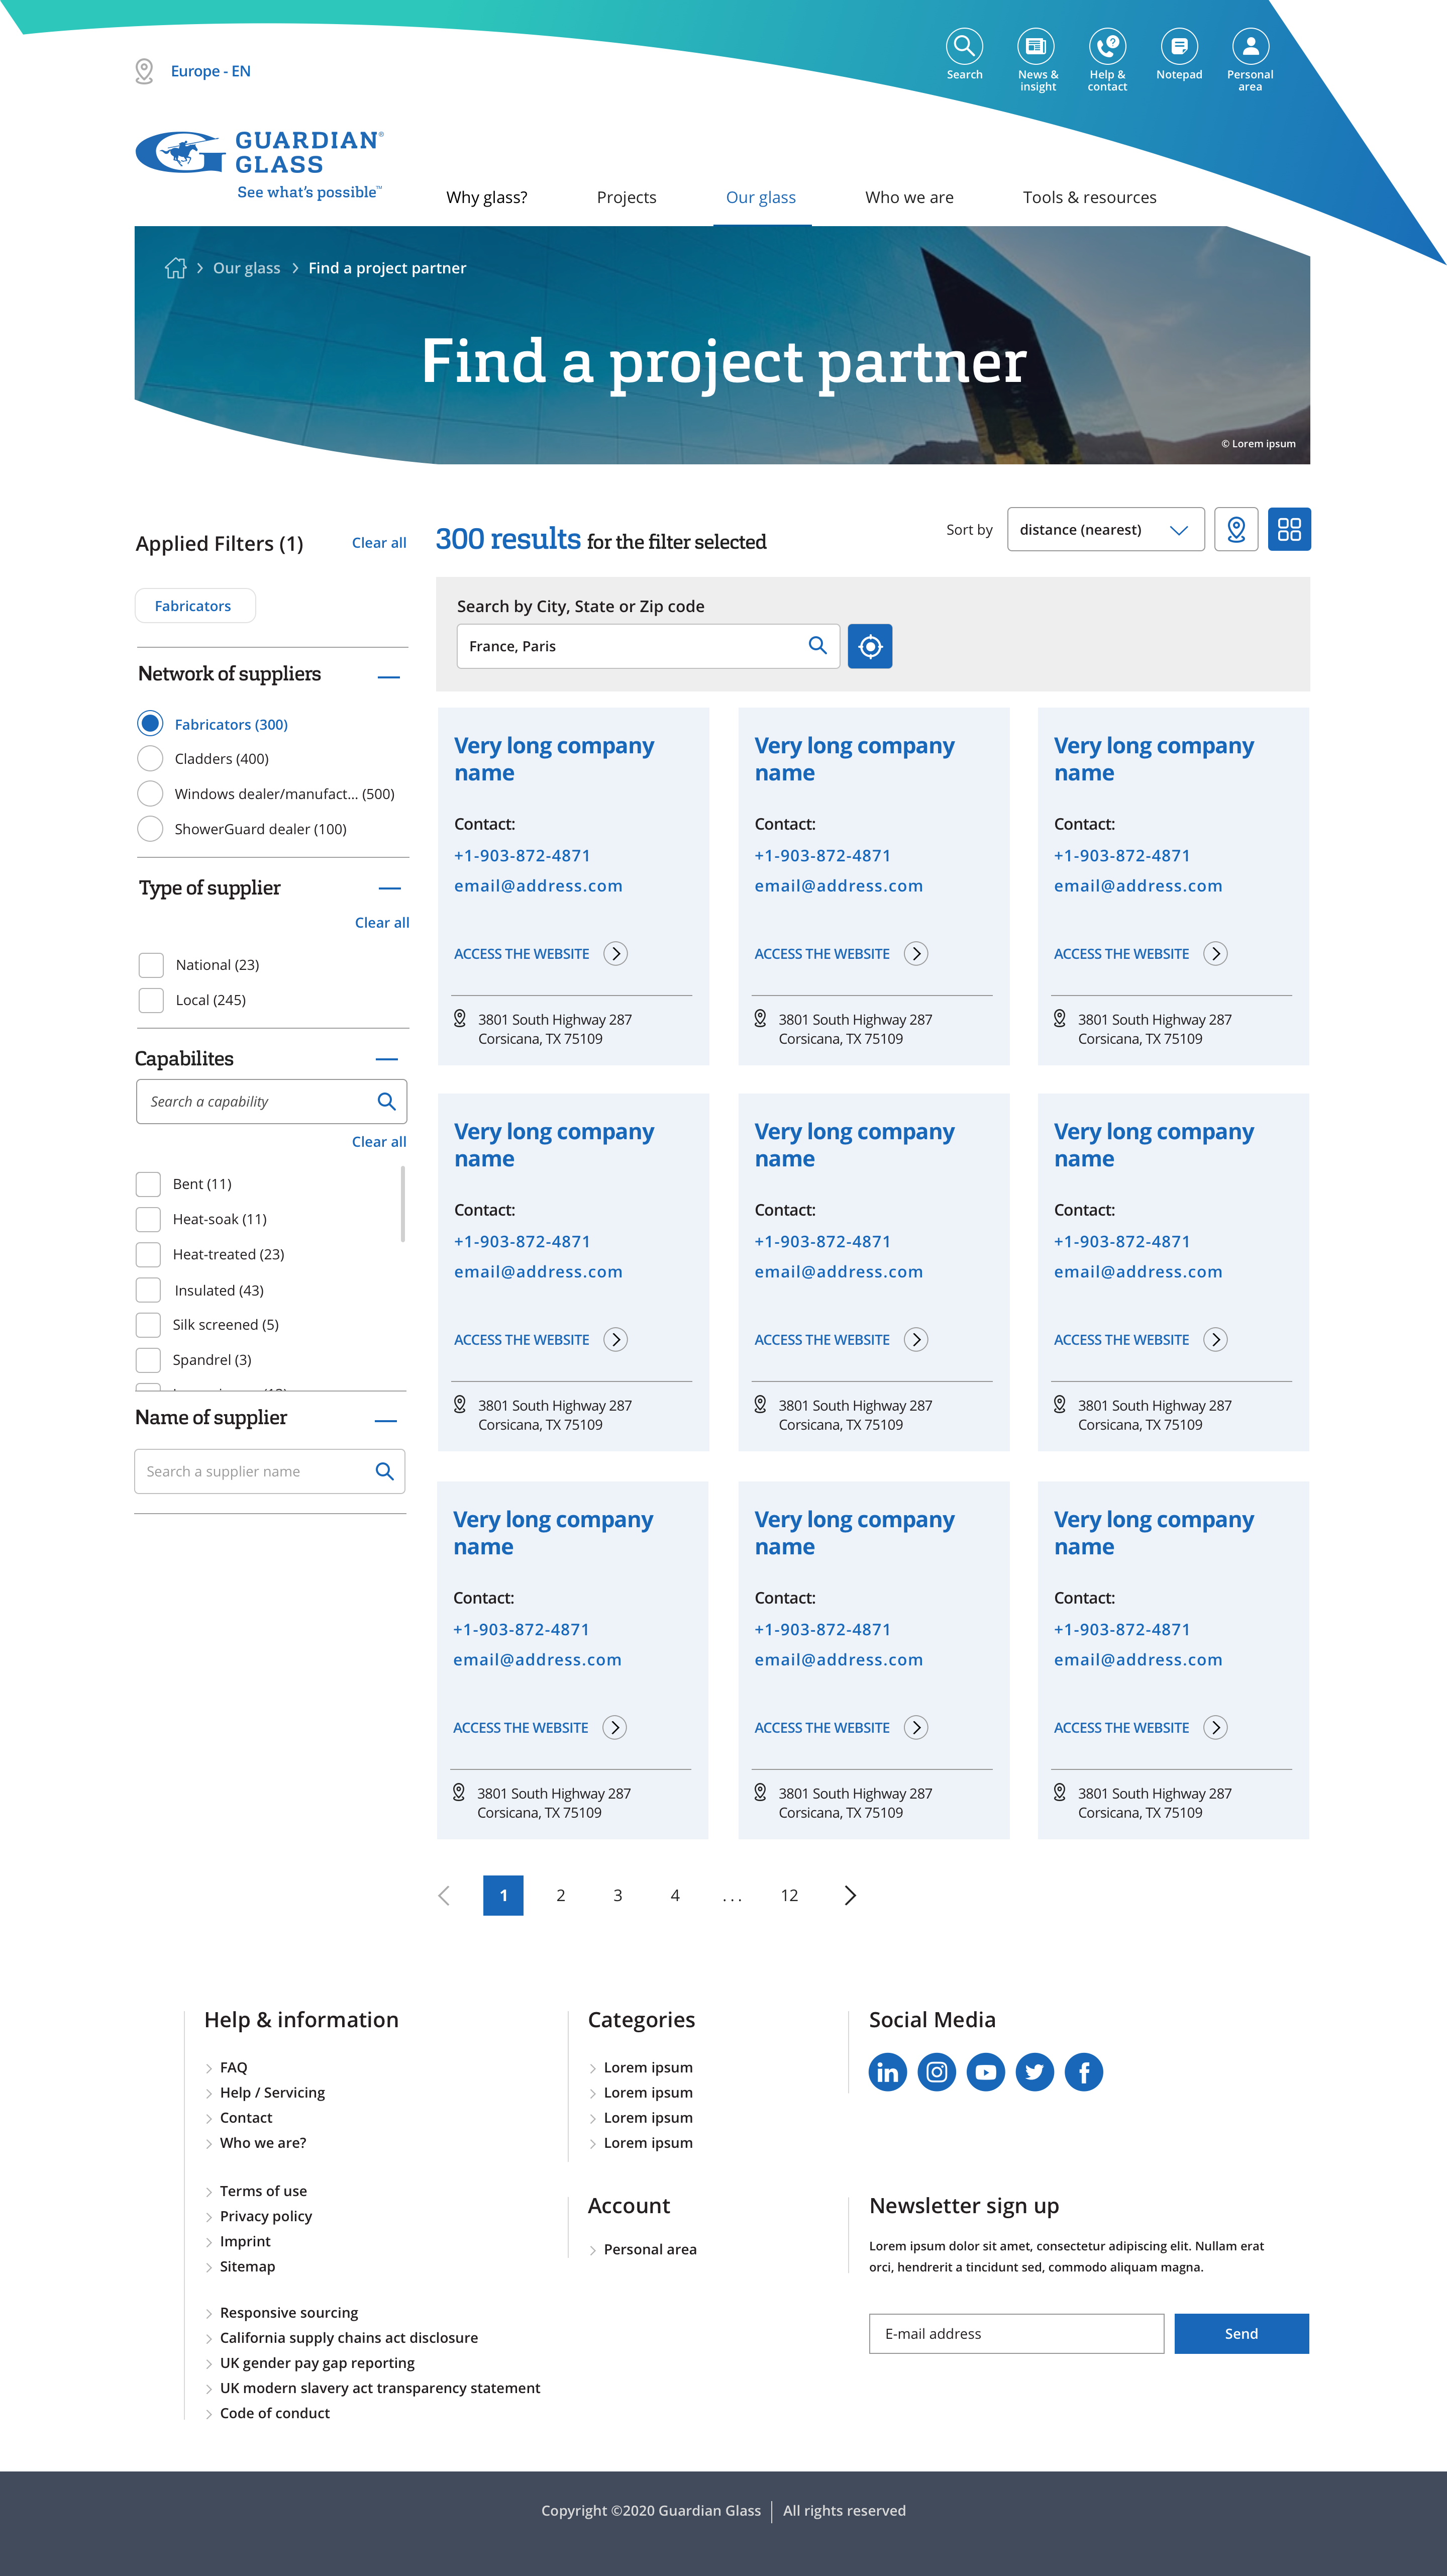 Europe - EN
Search
News & insight
Help & contact
Notepad
Personal area
GUARDIAN®
GLASS
See what's possible™
Why glass?
Projects
Our glass
Who we are
Tools & resources
Our glass
Find a project partner
Find a project partner
© Lorem ipsum
Applied Filters (1)
Clear all
Fabricators
Network of suppliers
Fabricators (300)
Cladders (400)
Windows dealer/manufact... (500)
ShowerGuard dealer (100)
Type of supplier
Clear all
National (23)
Local (245)
Capabilites
Search a capability
Clear all
Bent (11)
Heat-soak (11)
Heat-treated (23)
Insulated (43)
Silk screened (5)
Spandrel (3)
Name of supplier
Search a supplier name
300 results for the filter selected
Sort by
distance (nearest)
Search by City, State or Zip code
France, Paris
Very long company
name
Contact:
+1-903-872-4871
email@address.com
ACCESS THE WEBSITE
3801 South Highway 287
Corsicana, TX 75109
Very long company
name
Contact:
+1-903-872-4871
email@address.com
ACCESS THE WEBSITE
3801 South Highway 287
Corsicana, TX 75109
Very long company
name
Contact:
+1-903-872-4871
email@address.com
ACCESS THE WEBSITE
3801 South Highway 287
Corsicana, TX 75109
Very long company
name
Contact:
+1-903-872-4871
email@address.com
ACCESS THE WEBSITE
3801 South Highway 287
Corsicana, TX 75109
Very long company
name
Contact:
+1-903-872-4871
email@address.com
ACCESS THE WEBSITE
3801 South Highway 287
Corsicana, TX 75109
Very long company
name
Contact:
+1-903-872-4871
email@address.com
ACCESS THE WEBSITE
3801 South Highway 287
Corsicana, TX 75109
Very long company
name
Contact:
+1-903-872-4871
email@address.com
ACCESS THE WEBSITE
3801 South Highway 287
Corsicana, TX 75109
Very long company
name
Contact:
+1-903-872-4871
email@address.com
ACCESS THE WEBSITE
3801 South Highway 287
Corsicana, TX 75109
Very long company
name
Contact:
+1-903-872-4871
email@address.com
ACCESS THE WEBSITE
3801 South Highway 287
Corsicana, TX 75109
1 2 3 4 ... 12
Help & information
FAQ
Help / Servicing
Contact
Who we are?
Terms of use
Privacy policy
Imprint
Sitemap
Responsive sourcing
California supply chains act disclosure
UK gender pay gap reporting
UK modern slavery act transparency statement
Code of conduct
Categories
Lorem ipsum
Lorem ipsum
Lorem ipsum
Lorem ipsum
Account
Personal area
Social Media
Newsletter sign up
Lorem ipsum dolor sit amet, consectetur adipiscing elit. Nullam erat
orci, hendrerit a tincidunt sed, commodo aliquam magna.
E-mail address
Send
Copyright ©2020 Guardian Glass | All rights reserved